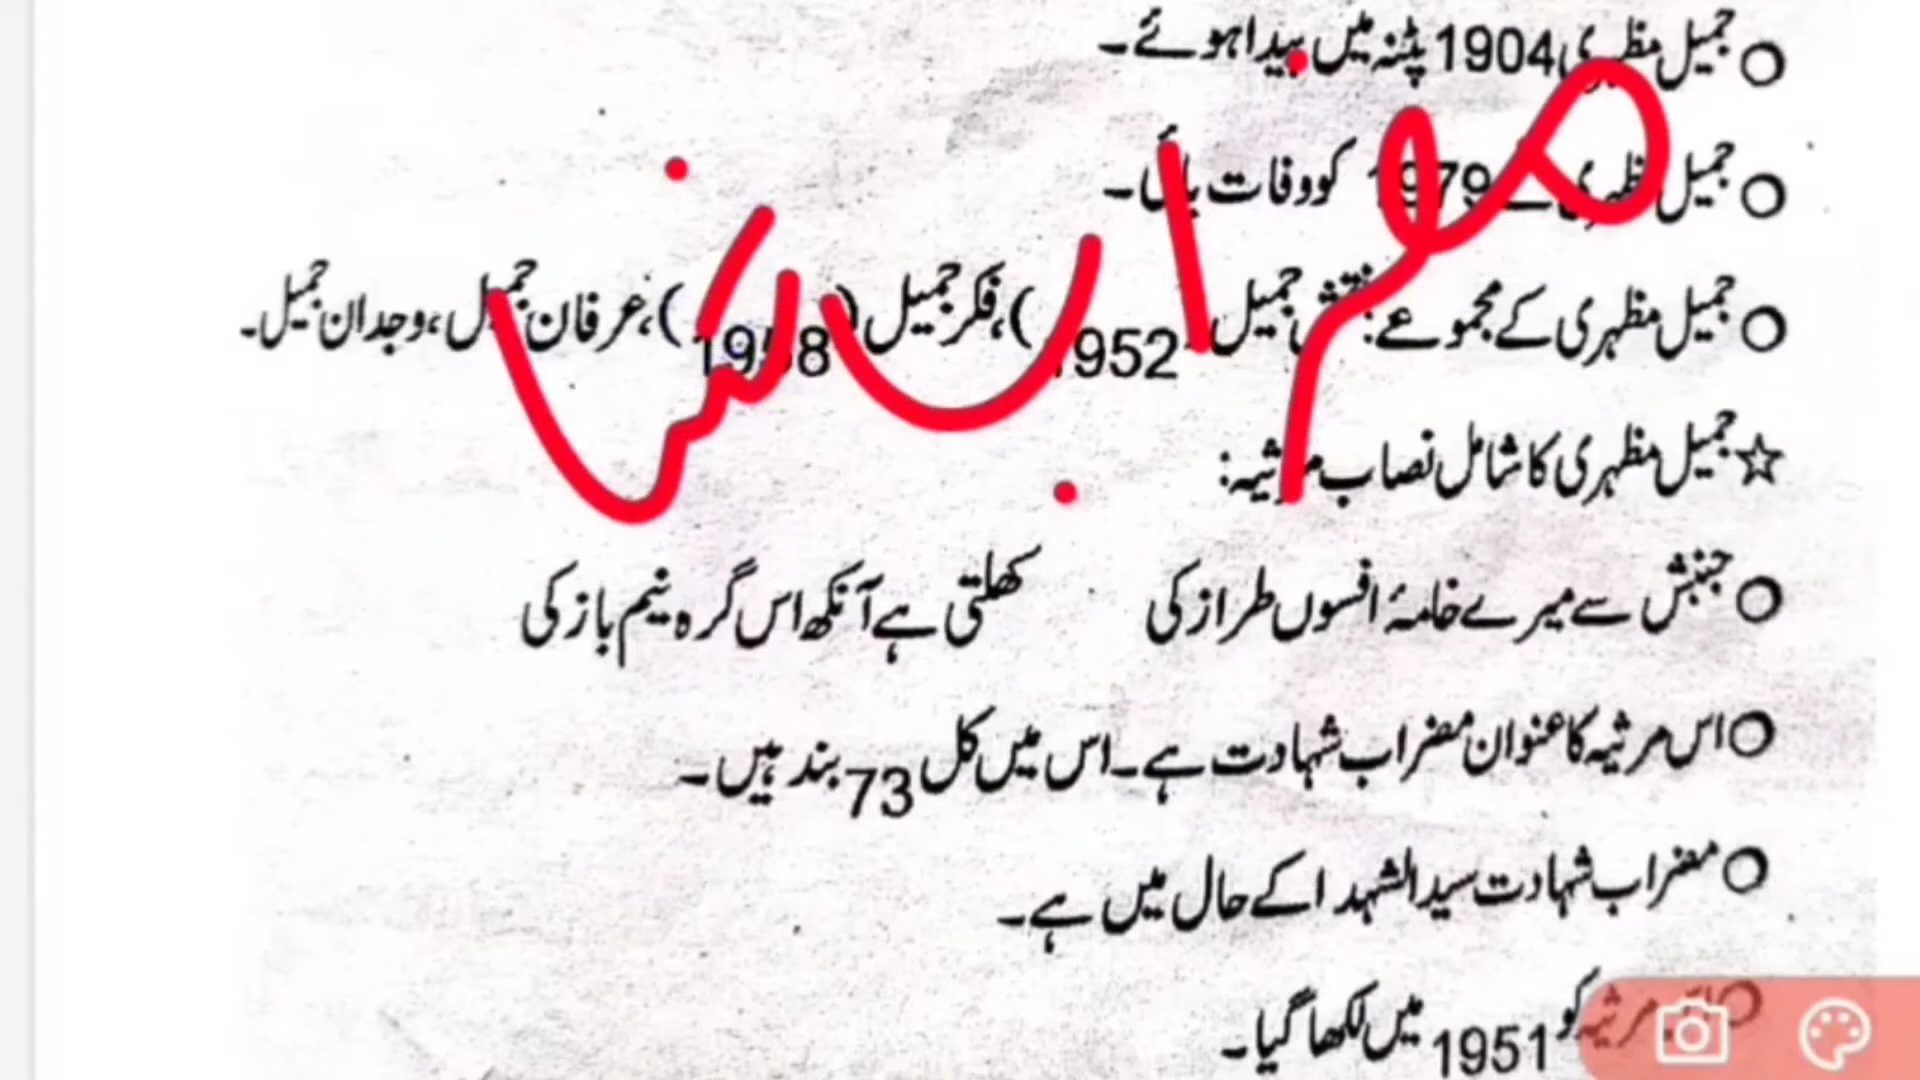 جمیل مظہری 1904 پٹنہ میں پیدا ہوئے۔
جمیل مظہری نے 1979 کو وفات پائی۔
جمیل مظہری کے مجموعے: نقش جمیل (1952)، فکر جمیل (1958)، عرفان جمیل، وجدان جمیل۔
☆ جمیل مظہری کا شامل نصاب مرثیہ:
جنبش سے میرے خامۂ افسوں طراز کی کھلتی ہے آنکھ اس گرہ نیم باز کی
اس مرثیہ کا عنوان مضراب شہادت ہے۔ اس میں کل 73 بند ہیں۔
مضراب شہادت سید الشہدا کے حال میں ہے۔
اس مرثیہ کو 1951 میں لکھا گیا۔